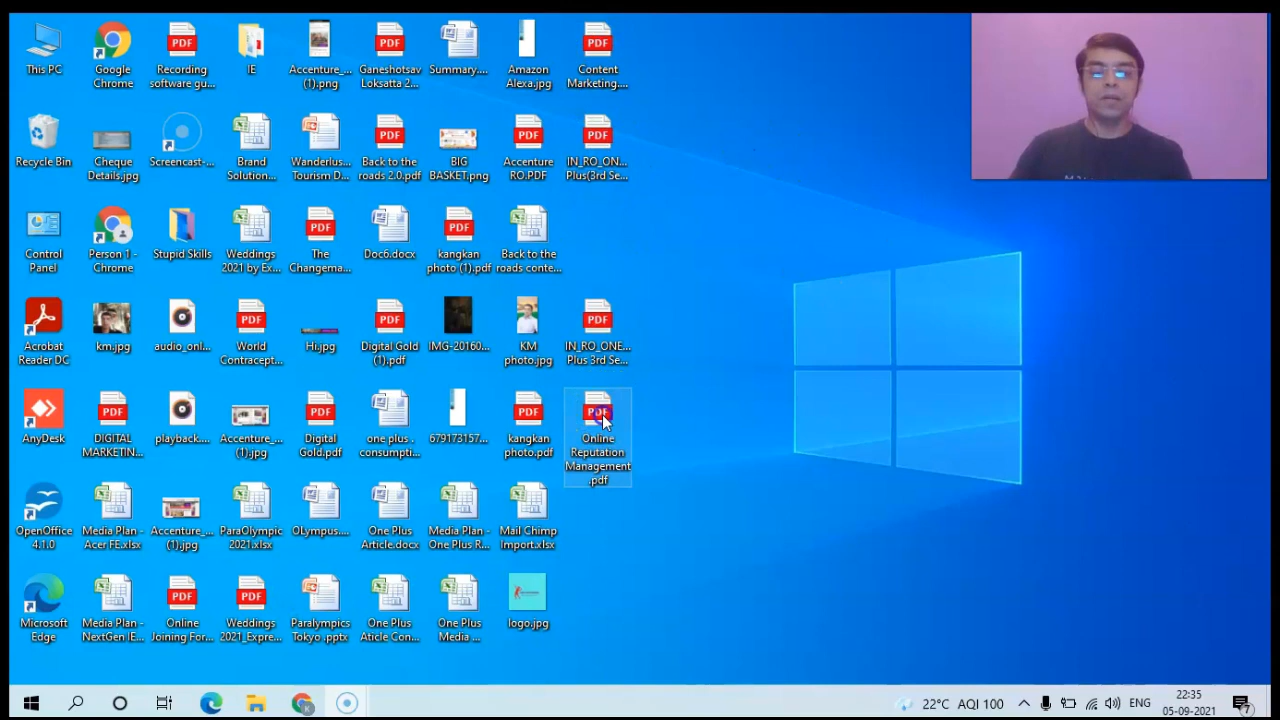 This PC
Google
Chrome
Recording
software gu...
IE
Accenture_...
(1).png
Ganeshotsav
Loksatta 2...
Summary....
Amazon
Alexa.jpg
Content
Marketing....
Recycle Bin
Cheque
Details.jpg
Screencast-...
Brand
Solution...
Wanderlus...
Tourism D...
Back to the
roads 2.0.pdf
BIG
BASKET.png
Accenture
RO.PDF
IN_RO_ON...
Plus(3rd Se...
Control
Panel
Person 1 -
Chrome
Stupid Skills
Weddings
2021 by Ex...
The
Changema...
Doc6.docx
kangkan
photo (1).pdf
Back to the
roads conte...
Acrobat
Reader DC
km.jpg
audio_onl...
World
Contracept...
Hi.jpg
Digital Gold
(1).pdf
IMG-20160...
KM
photo.jpg
IN_RO_ONE...
Plus 3rd Se...
AnyDesk
DIGITAL
MARKETIN...
playback....
Accenture_...
(1).jpg
Digital
Gold.pdf
one plus .
consumpti...
679173157...
kangkan
photo.pdf
Online
Reputation
Management
.pdf
OpenOffice
4.1.0
Media Plan -
Acer FE.xlsx
Accenture_...
(1).jpg
ParaOlympic
2021.xlsx
OLympus....
One Plus
Article.docx
Media Plan -
One Plus R...
Mail Chimp
Import.xlsx
Microsoft
Edge
Media Plan -
NextGen IE...
Online
Joining For...
Weddings
2021_Expre...
Paralympics
Tokyo .pptx
One Plus
Aticle Con...
One Plus
Media ...
logo.jpg
22°C AQI 100
ENG
22:35
05-09-2021
7